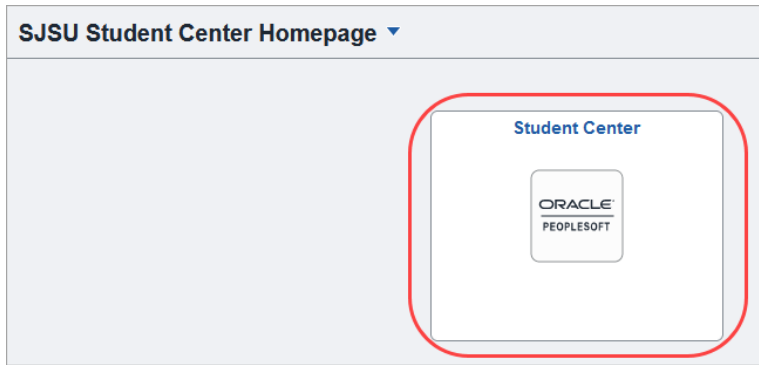 SJSU Student Center Homepage
Student Center
ORACLE
PEOPLESOFT